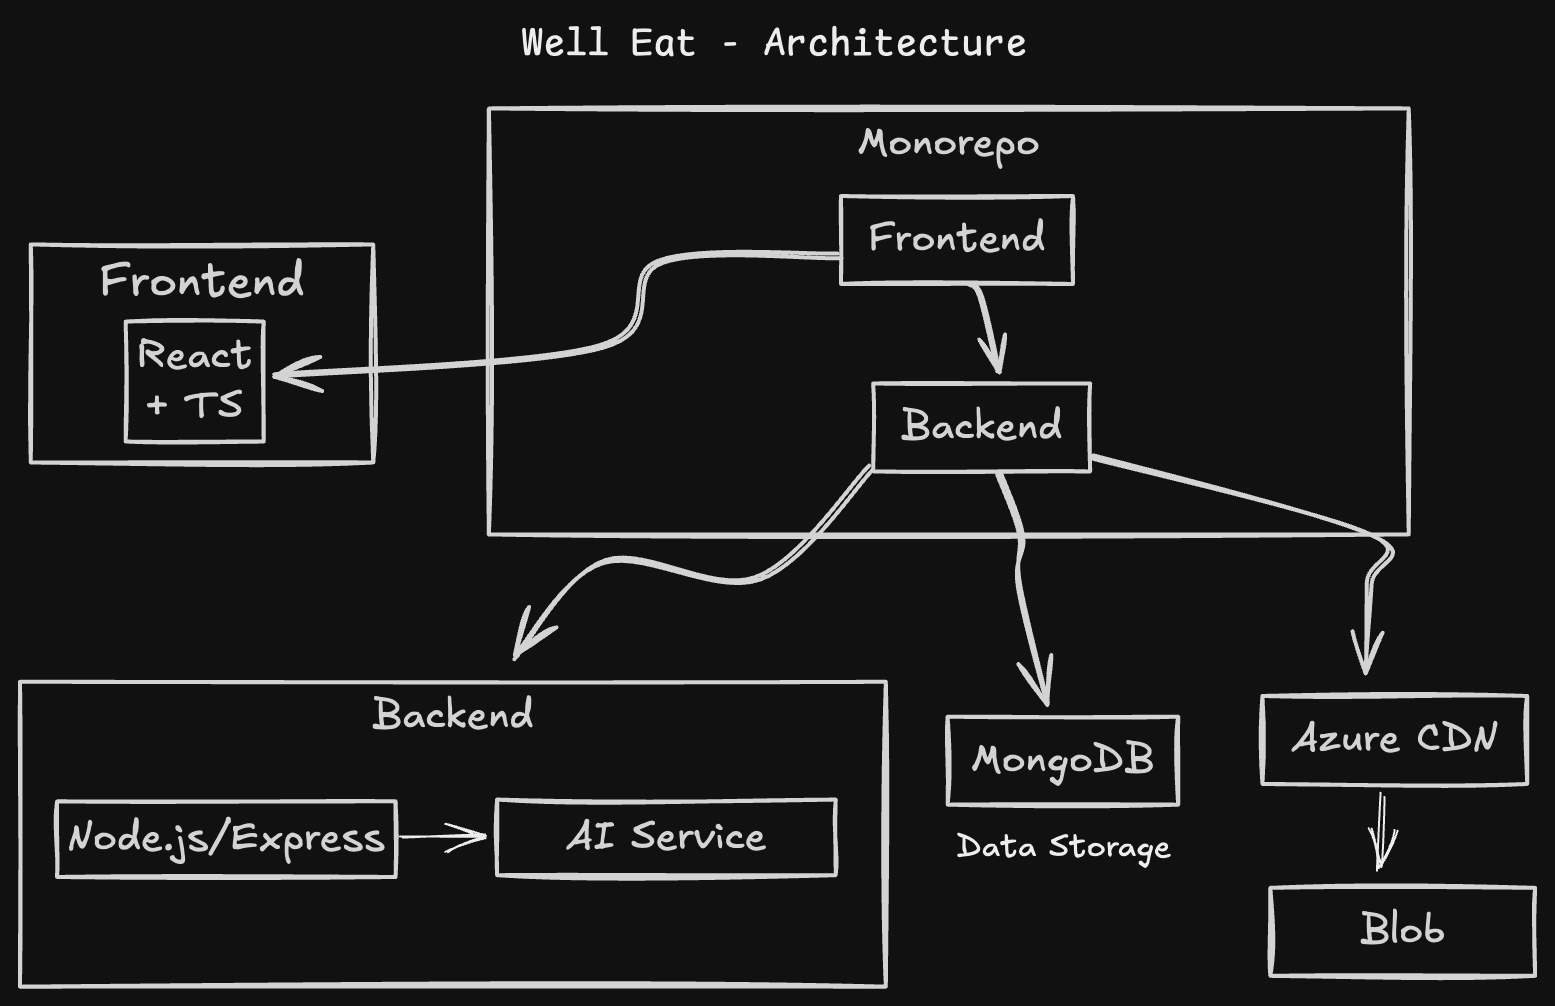 Well Eat - Architecture
Monorepo
Frontend
Frontend
React
+ TS
Backend
Backend
Node.js/Express
AI Service
MongoDB
Data Storage
Azure CDN
Blob